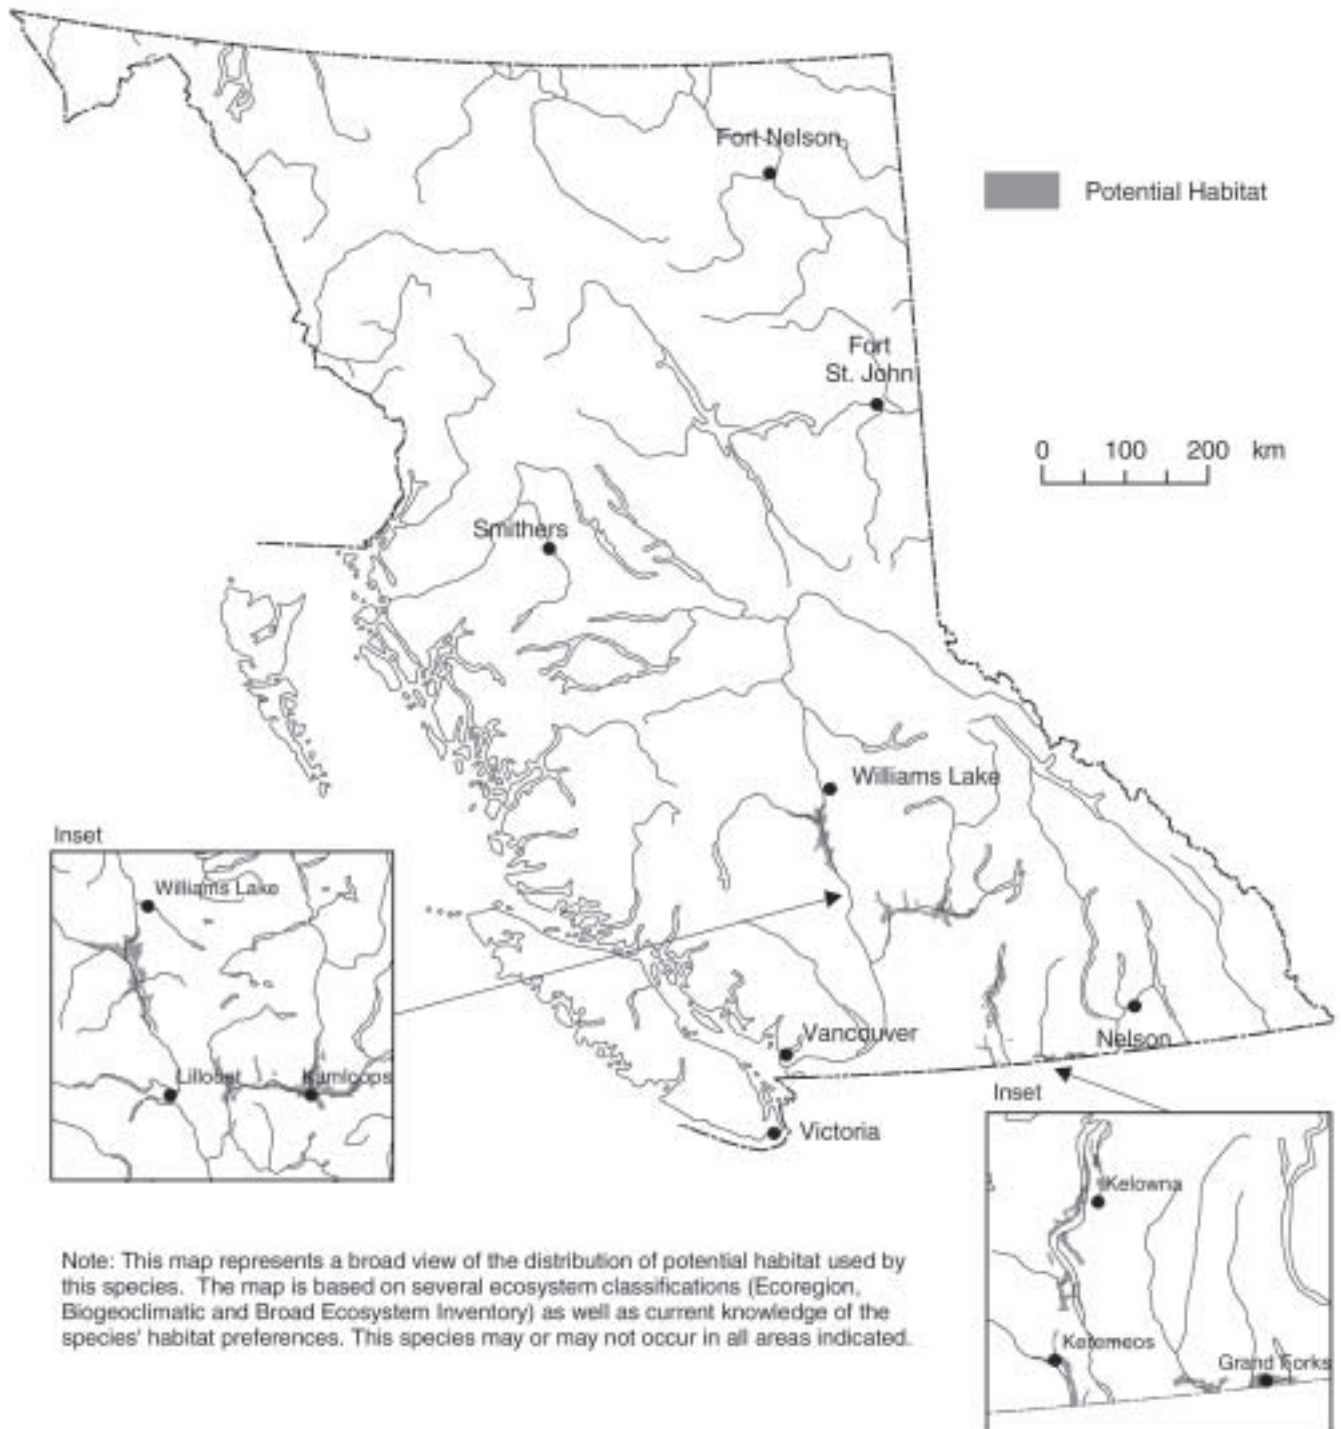 Fort Nelson
Potential Habitat
Fort
St. John
0 100 200 km
Smithers
Williams Lake
Inset
Williams Lake
Lillooet
Kamloops
Vancouver
Nelson
Victoria
Inset
Kelowna
Keremeos
Grand Forks
Note: This map represents a broad view of the distribution of potential habitat used by
this species. The map is based on several ecosystem classifications (Ecoregion,
Biogeoclimatic and Broad Ecosystem Inventory) as well as current knowledge of the
species' habitat preferences. This species may or may not occur in all areas indicated.